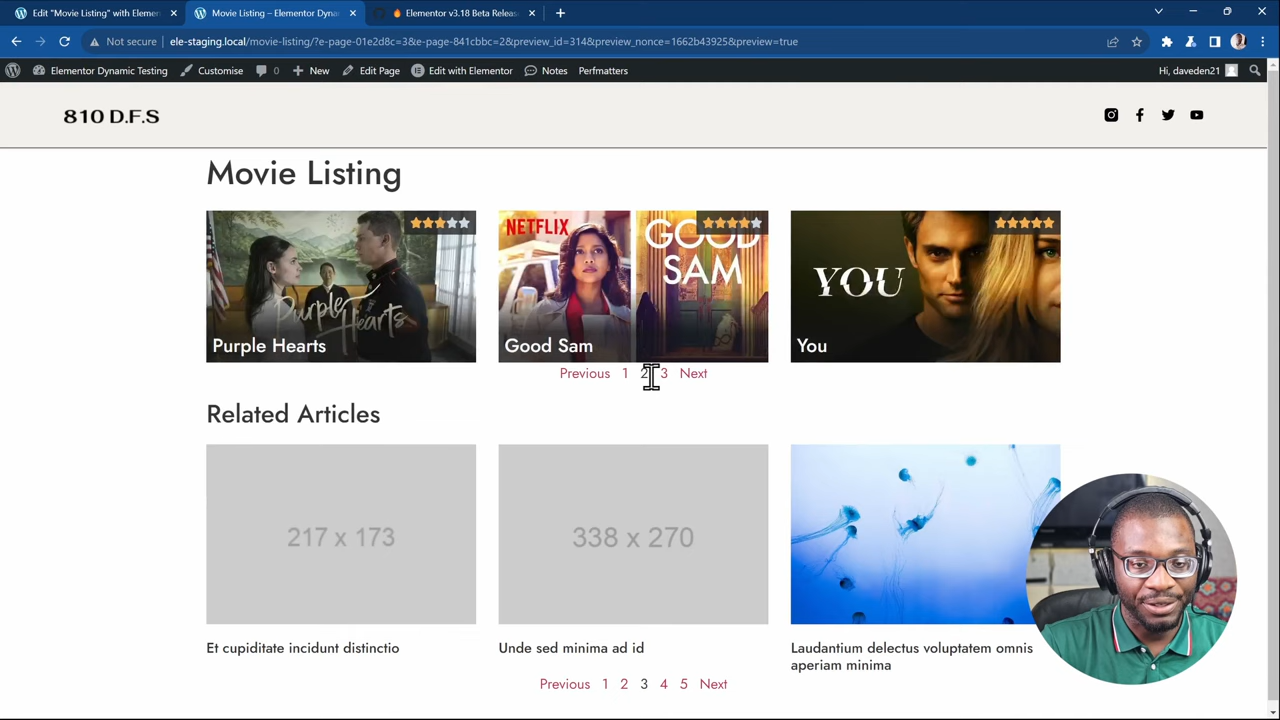 Edit "Movie Listing" with Elemen
Movie Listing – Elementor Dyna
Elementor v3.18 Beta Releas
Not secure
ele-staging.local/movie-listing/?e-page-01e2d8c=3&e-page-841cbbc=2&preview_id=314&preview_nonce=1662b43925&preview=true
Elementor Dynamic Testing
Customise
0
New
Edit Page
Edit with Elementor
Notes
Perfmatters
Hi, daveden21
810 D.F.S
Movie Listing
Purple Hearts
Purple Hearts
NETFLIX
GOOD
SAM
Good Sam
YOU
You
Previous 1 2 3 Next
Related Articles
217 x 173
338 x 270
Et cupiditate incidunt distinctio
Unde sed minima ad id
Laudantium delectus voluptatem omnis
aperiam minima
Previous 1 2 3 4 5 Next